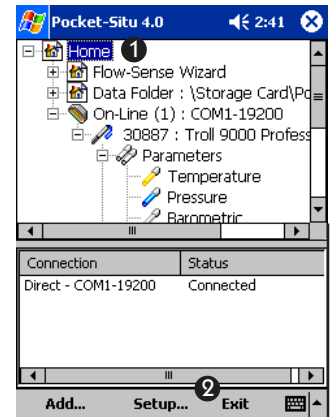 Pocket-Situ 4.0 2:41
Home 1
Flow-Sense Wizard
Data Folder : \Storage Card\Po
On-Line (1) : COM1-19200
30887 : Troll 9000 Profess
Parameters
Temperature
Pressure
Barometric
Connection Status
Direct - COM1-19200 Connected
2
Add... Setup... Exit